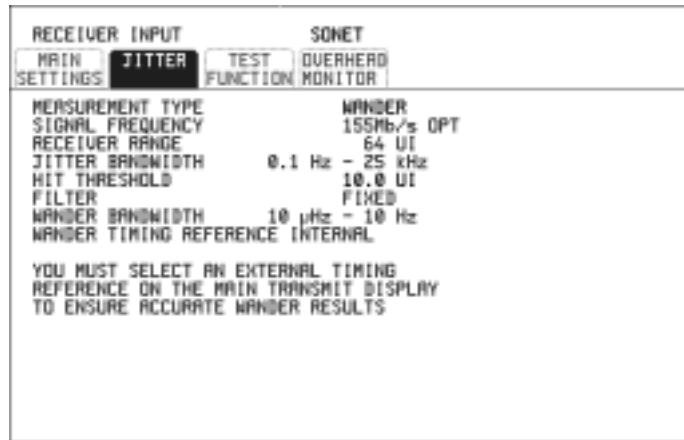 RECEIVER INPUT SONET
MAIN SETTINGS JITTER TEST FUNCTION OVERHEAD MONITOR
MEASUREMENT TYPE WANDER
SIGNAL FREQUENCY 155Mb/s OPT
RECEIVER RANGE 64 UI
JITTER BANDWIDTH 0.1 Hz - 25 kHz
HIT THRESHOLD 10.0 UI
FILTER FIXED
WANDER BANDWIDTH 10 µHz - 10 Hz
WANDER TIMING REFERENCE INTERNAL
YOU MUST SELECT AN EXTERNAL TIMING
REFERENCE ON THE MAIN TRANSMIT DISPLAY
TO ENSURE ACCURATE WANDER RESULTS